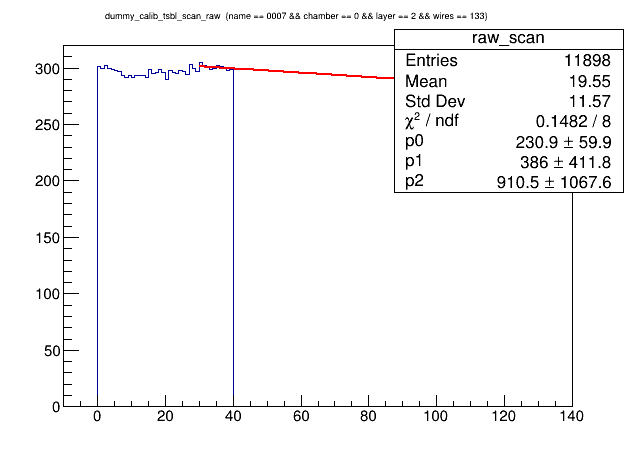 dummy_calib_tsbl_scan_raw (name == 0007 && chamber == 0 && layer == 2 && wires == 133)
raw_scan
Entries 11898
Mean 19.55
Std Dev 11.57
χ² / ndf 0.1482 / 8
p0 230.9 ± 59.9
p1 386 ± 411.8
p2 910.5 ± 1067.6
300
250
200
150
100
50
0
0 20 40 60 80 100 120 140